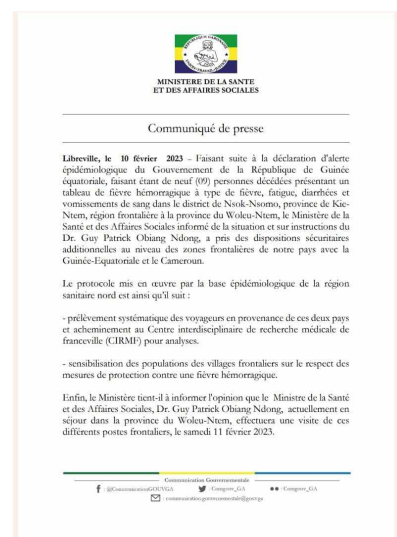 MINISTERE DE LA SANTE
ET DES AFFAIRES SOCIALES
Communiqué de presse
Libreville, le 10 février 2023 – Faisant suite à la déclaration d'alerte
épidémiologique du Gouvernement de la République de Guinée
équatoriale, faisant étant de neuf (09) personnes décédées présentant un
tableau de fièvre hémorragique à type de fièvre, fatigue, diarrhées et
vomissements de sang dans le district de Nsok-Nsomo, province de Kie-
Ntem, région frontalière à la province du Woleu-Ntem, le Ministère de la
Santé et des Affaires Sociales informé de la situation et sur instructions du
Dr. Guy Patrick Obiang Ndong, a pris des dispositions sécuritaires
additionnelles au niveau des zones frontalières de notre pays avec la
Guinée-Equatoriale et le Cameroun.
Le protocole mis en œuvre par la base épidémiologique de la région
sanitaire nord est ainsi qu'il suit :
- prélèvement systématique des voyageurs en provenance de ces deux pays
et acheminement au Centre interdisciplinaire de recherche médicale de
franceville (CIRMF) pour analyses.
- sensibilisation des populations des villages frontaliers sur le respect des
mesures de protection contre une fièvre hémorragique.
Enfin, le Ministère tient-il à informer l'opinion que le Ministre de la Santé
et des Affaires Sociales, Dr. Guy Patrick Obiang Ndong, actuellement en
séjour dans la province du Woleu-Ntem, effectuera une visite de ces
différents postes frontaliers, le samedi 11 février 2023.
Communication Gouvernementale
: @CommunicationGOUVGA : Comgouv_GA : Comgouv_GA
: communication.gouvernementale@gouv.ga